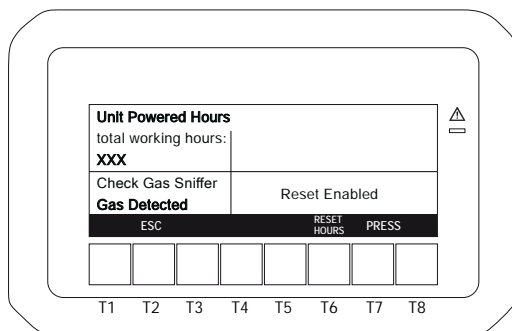 Unit Powered Hours
total working hours:
XXX
Check Gas Sniffer
Gas Detected
Reset Enabled
ESC
RESET
HOURS
PRESS
T1 T2 T3 T4 T5 T6 T7 T8